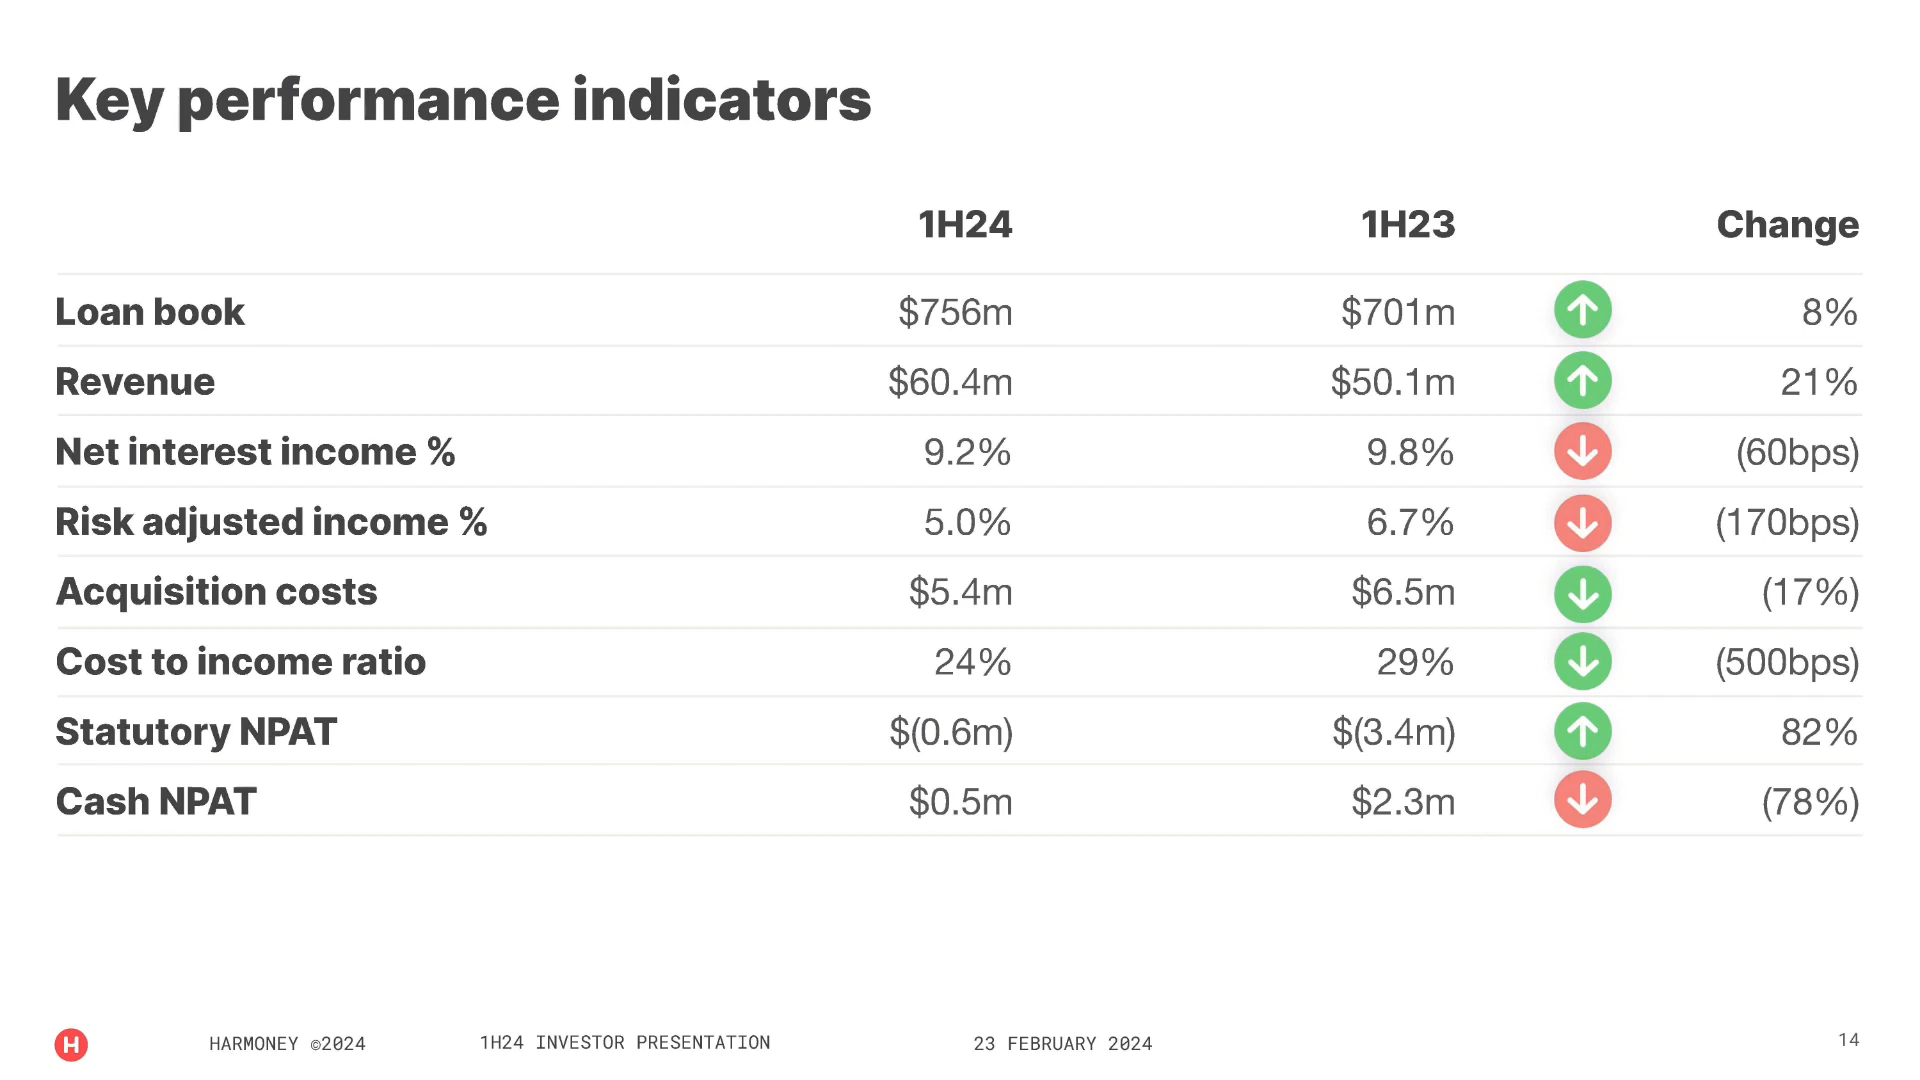 Key performance indicators
1H24 1H23 Change
Loan book $756m $701m 8%
Revenue $60.4m $50.1m 21%
Net interest income % 9.2% 9.8% (60bps)
Risk adjusted income % 5.0% 6.7% (170bps)
Acquisition costs $5.4m $6.5m (17%)
Cost to income ratio 24% 29% (500bps)
Statutory NPAT $(0.6m) $(3.4m) 82%
Cash NPAT $0.5m $2.3m (78%)
H HARMONEY ©2024 1H24 INVESTOR PRESENTATION 23 FEBRUARY 2024 14